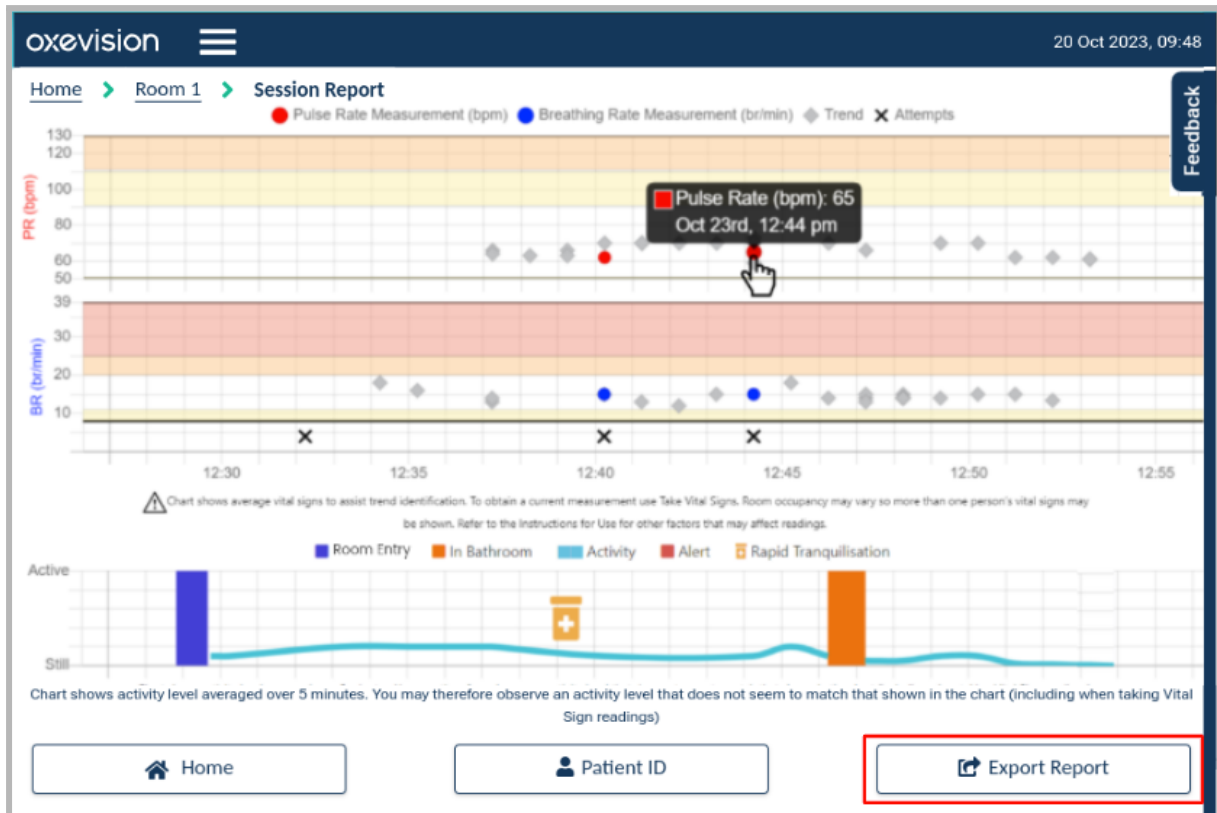 oxevision
20 Oct 2023, 09:48
Home > Room 1 > Session Report
Feedback
Pulse Rate Measurement (bpm) Breathing Rate Measurement (br/min) Trend Attempts
130
120
100
80
60
50
PR (bpm)
Pulse Rate (bpm): 65
Oct 23rd, 12:44 pm
39
30
20
10
BR (br/min)
12:30 12:35 12:40 12:45 12:50 12:55
Chart shows average vital signs to assist trend identification. To obtain a current measurement use Take Vital Signs. Room occupancy may vary so more than one person's vital signs may
be shown. Refer to the Instructions for Use for other factors that may affect readings.
Room Entry In Bathroom Activity Alert Rapid Tranquilisation
Active
Still
Chart shows activity level averaged over 5 minutes. You may therefore observe an activity level that does not seem to match that shown in the chart (including when taking Vital
Sign readings)
Home
Patient ID
Export Report